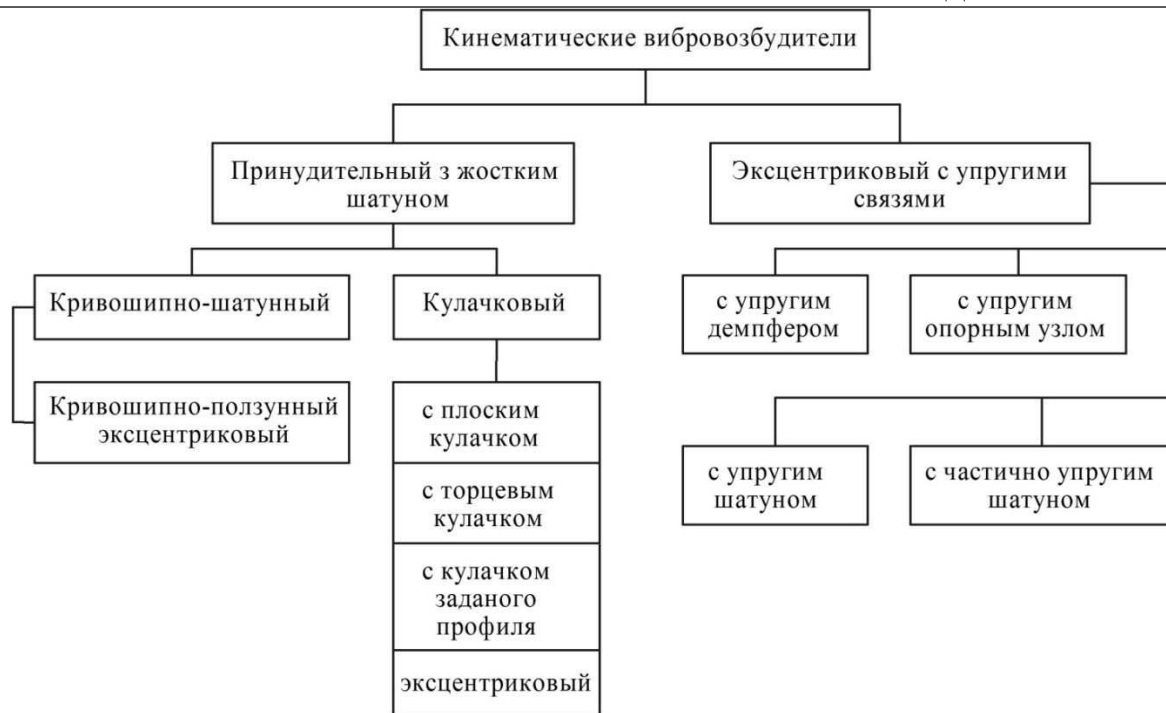 Кинематические вибровозбудители
Принудительный з жостким
шатуном
Эксцентриковый с упругими
связями
Кривошипно-шатунный
Кулачковый
с упругим
демпфером
с упругим
опорным узлом
Кривошипно-ползунный
эксцентриковый
с плоским
кулачком
с торцевым
кулачком
с кулачком
заданого
профиля
эксцентриковый
с упругим
шатуном
с частично упругим
шатуном